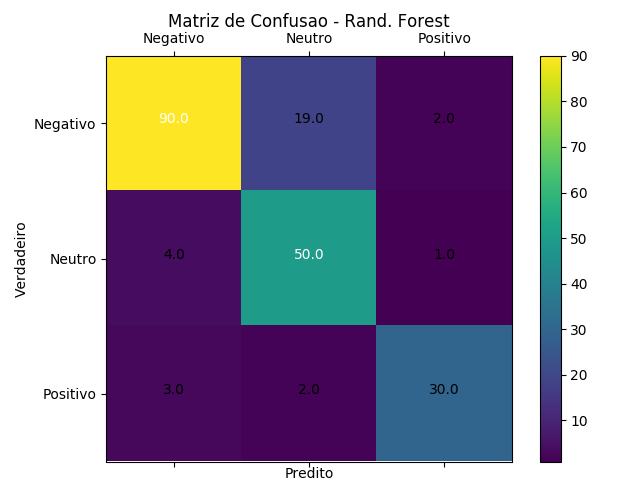 Matriz de Confusao - Rand. Forest
Negativo Neutro Positivo
Negativo 90.0 19.0 2.0
Neutro 4.0 50.0 1.0
Positivo 3.0 2.0 30.0
Verdadeiro
Predito
90
80
70
60
50
40
30
20
10